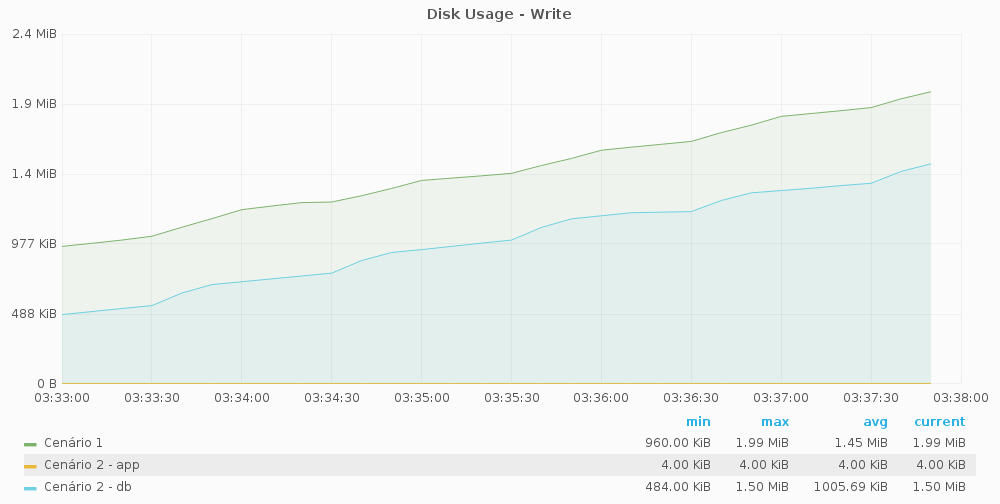 Disk Usage - Write
2.4 MiB
1.9 MiB
1.4 MiB
977 KiB
488 KiB
0 B
03:33:00 03:33:30 03:34:00 03:34:30 03:35:00 03:35:30 03:36:00 03:36:30 03:37:00 03:37:30 03:38:00
min max avg current
Cenário 1 960.00 KiB 1.99 MiB 1.45 MiB 1.99 MiB
Cenário 2 - app 4.00 KiB 4.00 KiB 4.00 KiB 4.00 KiB
Cenário 2 - db 484.00 KiB 1.50 MiB 1005.69 KiB 1.50 MiB